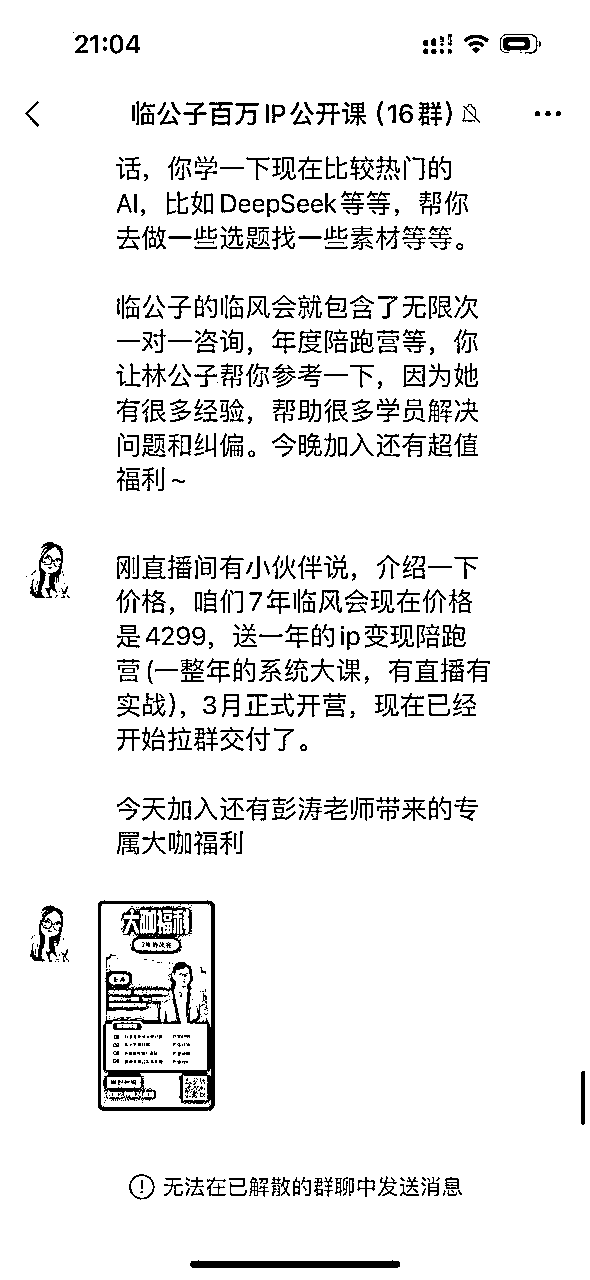 21:04
临公子百万IP公开课（16群）
话，你学一下现在比较热门的
AI，比如DeepSeek等等，帮你
去做一些选题找一些素材等等。
临公子的临风会就包含了无限次
一对一咨询，年度陪跑营等，你
让林公子帮你参考一下，因为她
有很多经验，帮助很多学员解决
问题和纠偏。今晚加入还有超值
福利~
刚直播间有小伙伴说，介绍一下
价格，咱们7年临风会现在价格
是4299，送一年的ip变现陪跑
营(一整年的系统大课，有直播有
实战)，3月正式开营，现在已经
开始拉群交付了。
今天加入还有彭涛老师带来的专
属大咖福利
大咖福利
无法在已解散的群聊中发送消息